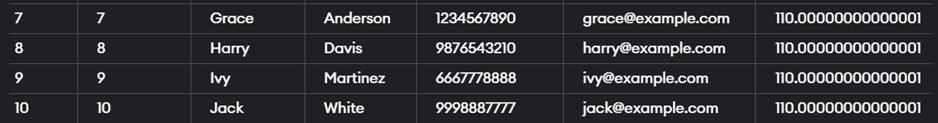 7 7 Grace Anderson 1234567890 grace@example.com 110.00000000000001
8 8 Harry Davis 9876543210 harry@example.com 110.00000000000001
9 9 Ivy Martinez 6667778888 ivy@example.com 110.00000000000001
10 10 Jack White 9998887777 jack@example.com 110.00000000000001